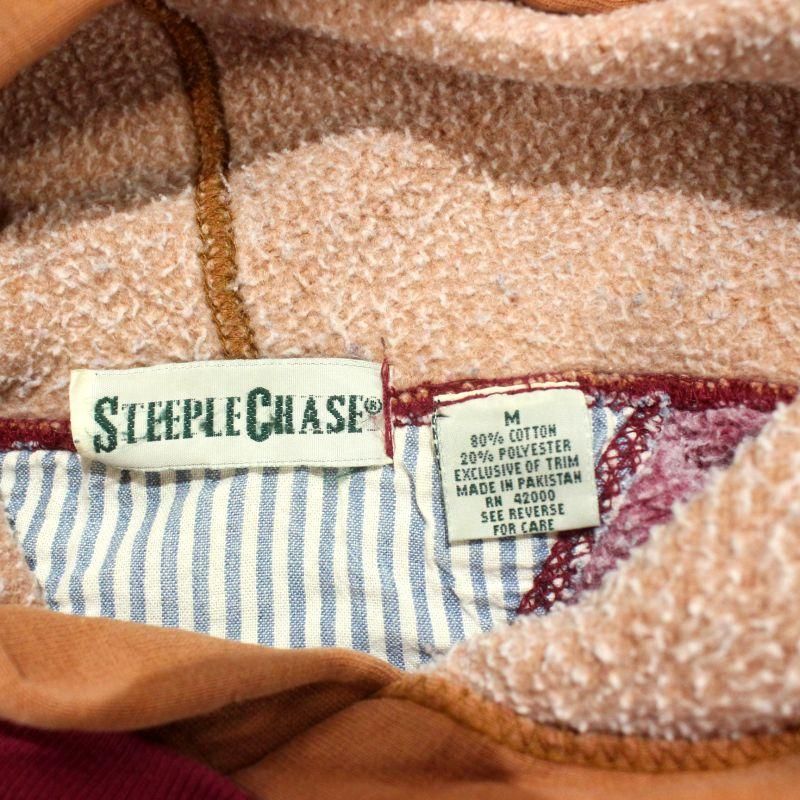 STEEPLECHASE®
M
80% COTTON
20% POLYESTER
EXCLUSIVE OF TRIM
MADE IN PAKISTAN
RN 42000
SEE REVERSE
FOR CARE